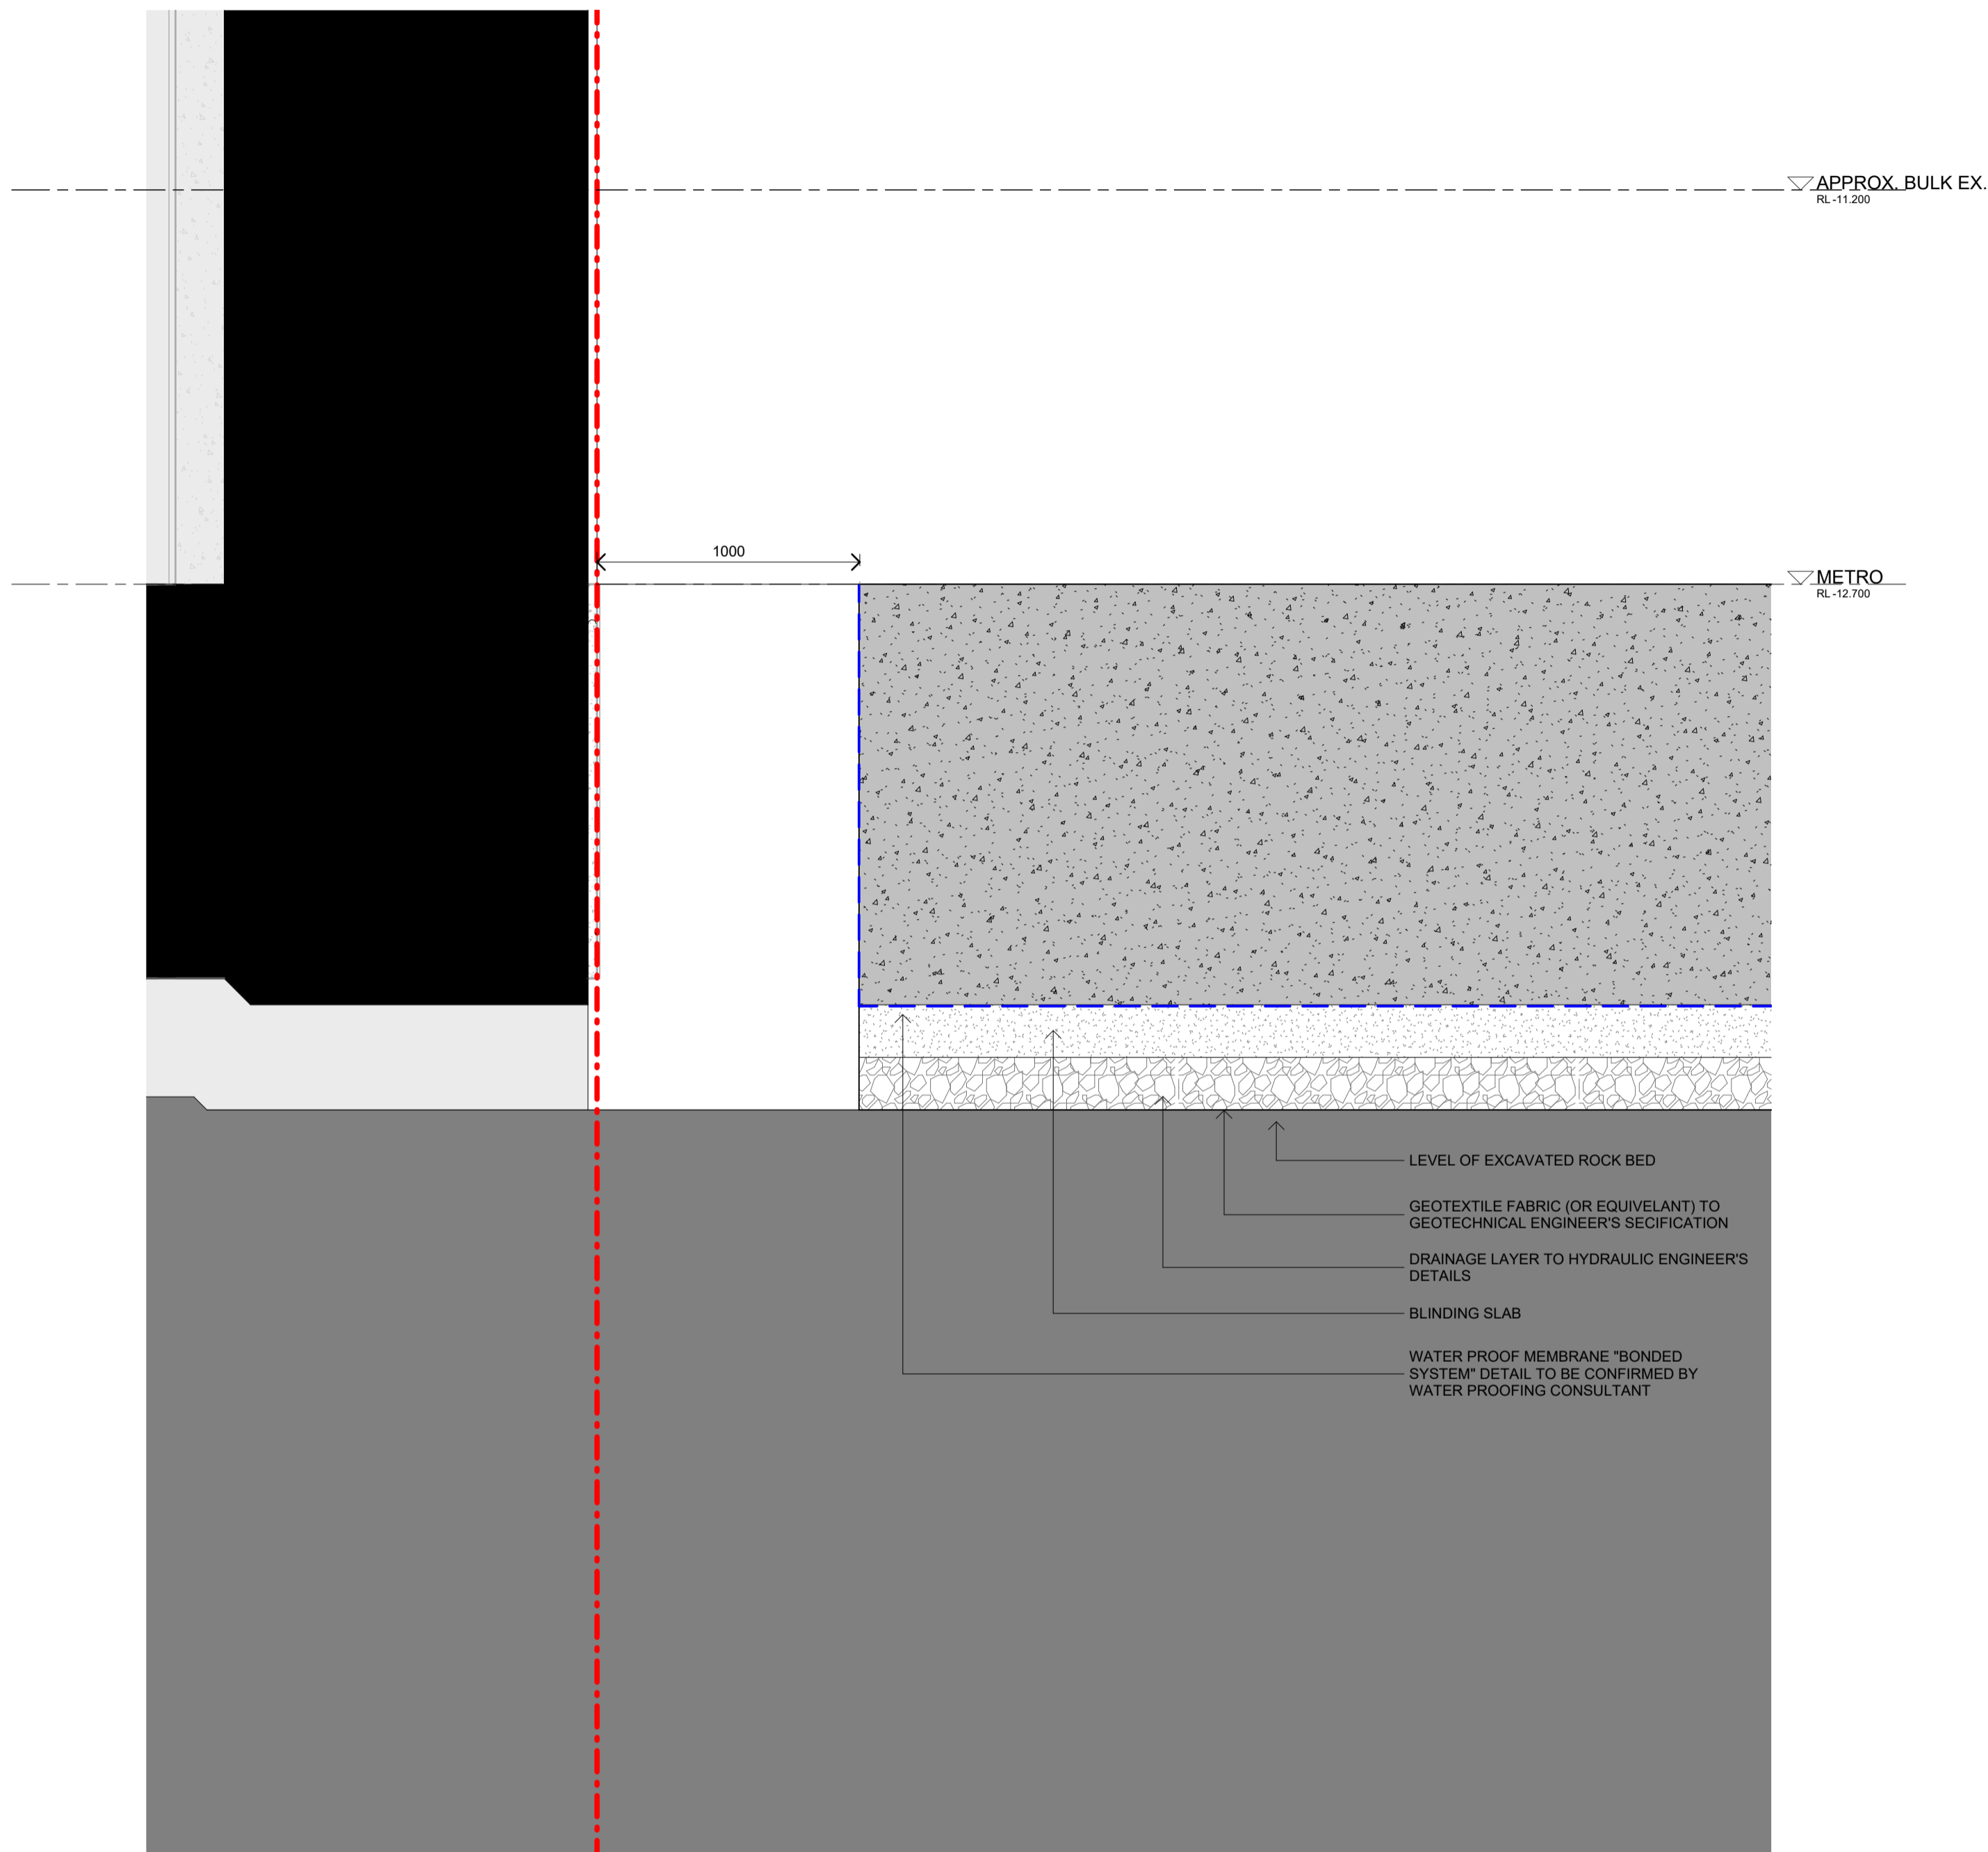 APPROX. BULK EX.
RL -11.200
1000
METRO
RL -12.700
LEVEL OF EXCAVATED ROCK BED
GEOTEXTILE FABRIC (OR EQUIVELANT) TO
GEOTECHNICAL ENGINEER'S SECIFICATION
DRAINAGE LAYER TO HYDRAULIC ENGINEER'S
DETAILS
BLINDING SLAB
WATER PROOF MEMBRANE "BONDED
SYSTEM" DETAIL TO BE CONFIRMED BY
WATER PROOFING CONSULTANT